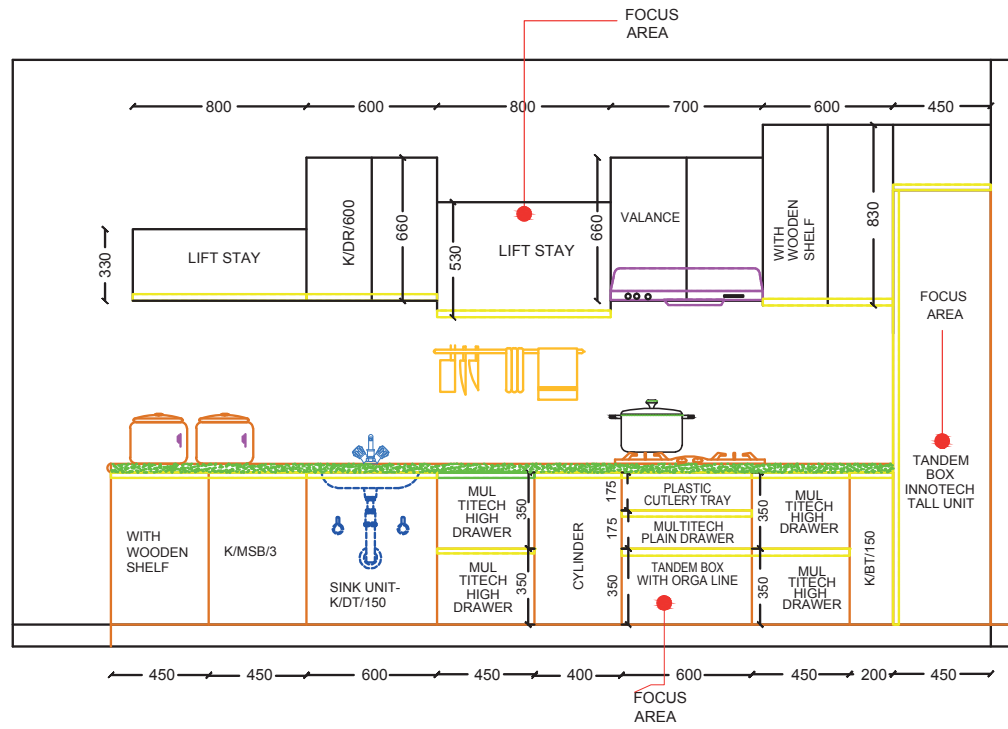 FOCUS
AREA
800
600
800
700
600
450
330
LIFT STAY
K/DR/600
660
530
LIFT STAY
660
VALANCE
WITH
WOODEN
SHELF
830
FOCUS
AREA
TANDEM
BOX
INNOTECH
TALL UNIT
WITH
WOODEN
SHELF
K/MSB/3
SINK UNIT-
K/DT/150
MUL
TITECH
HIGH
DRAWER
350
MUL
TITECH
HIGH
DRAWER
350
CYLINDER
175
PLASTIC
CUTLERY TRAY
175
MULTITECH
PLAIN DRAWER
350
TANDEM BOX
WITH ORGA LINE
350
MUL
TITECH
HIGH
DRAWER
350
MUL
TITECH
HIGH
DRAWER
K/BT/150
450
450
600
450
400
600
450
200
450
FOCUS
AREA